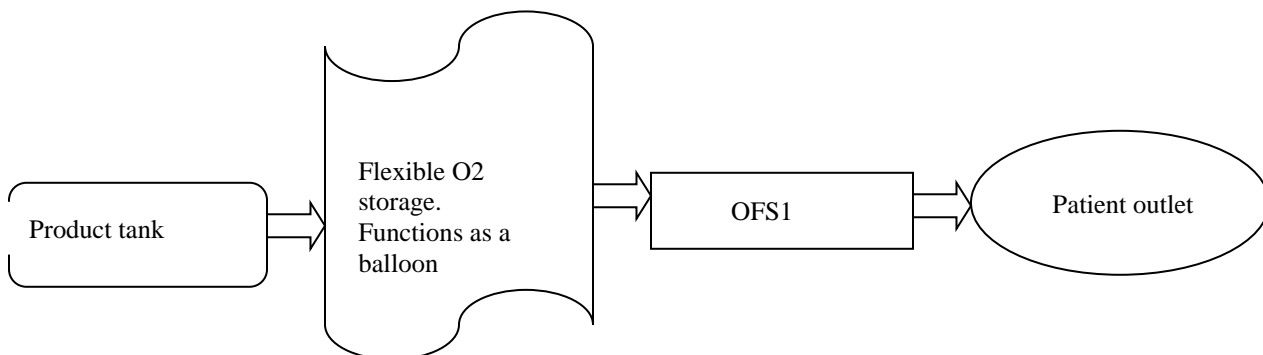 Product tank
Flexible O2
storage.
Functions as a
balloon
OFS1
Patient outlet